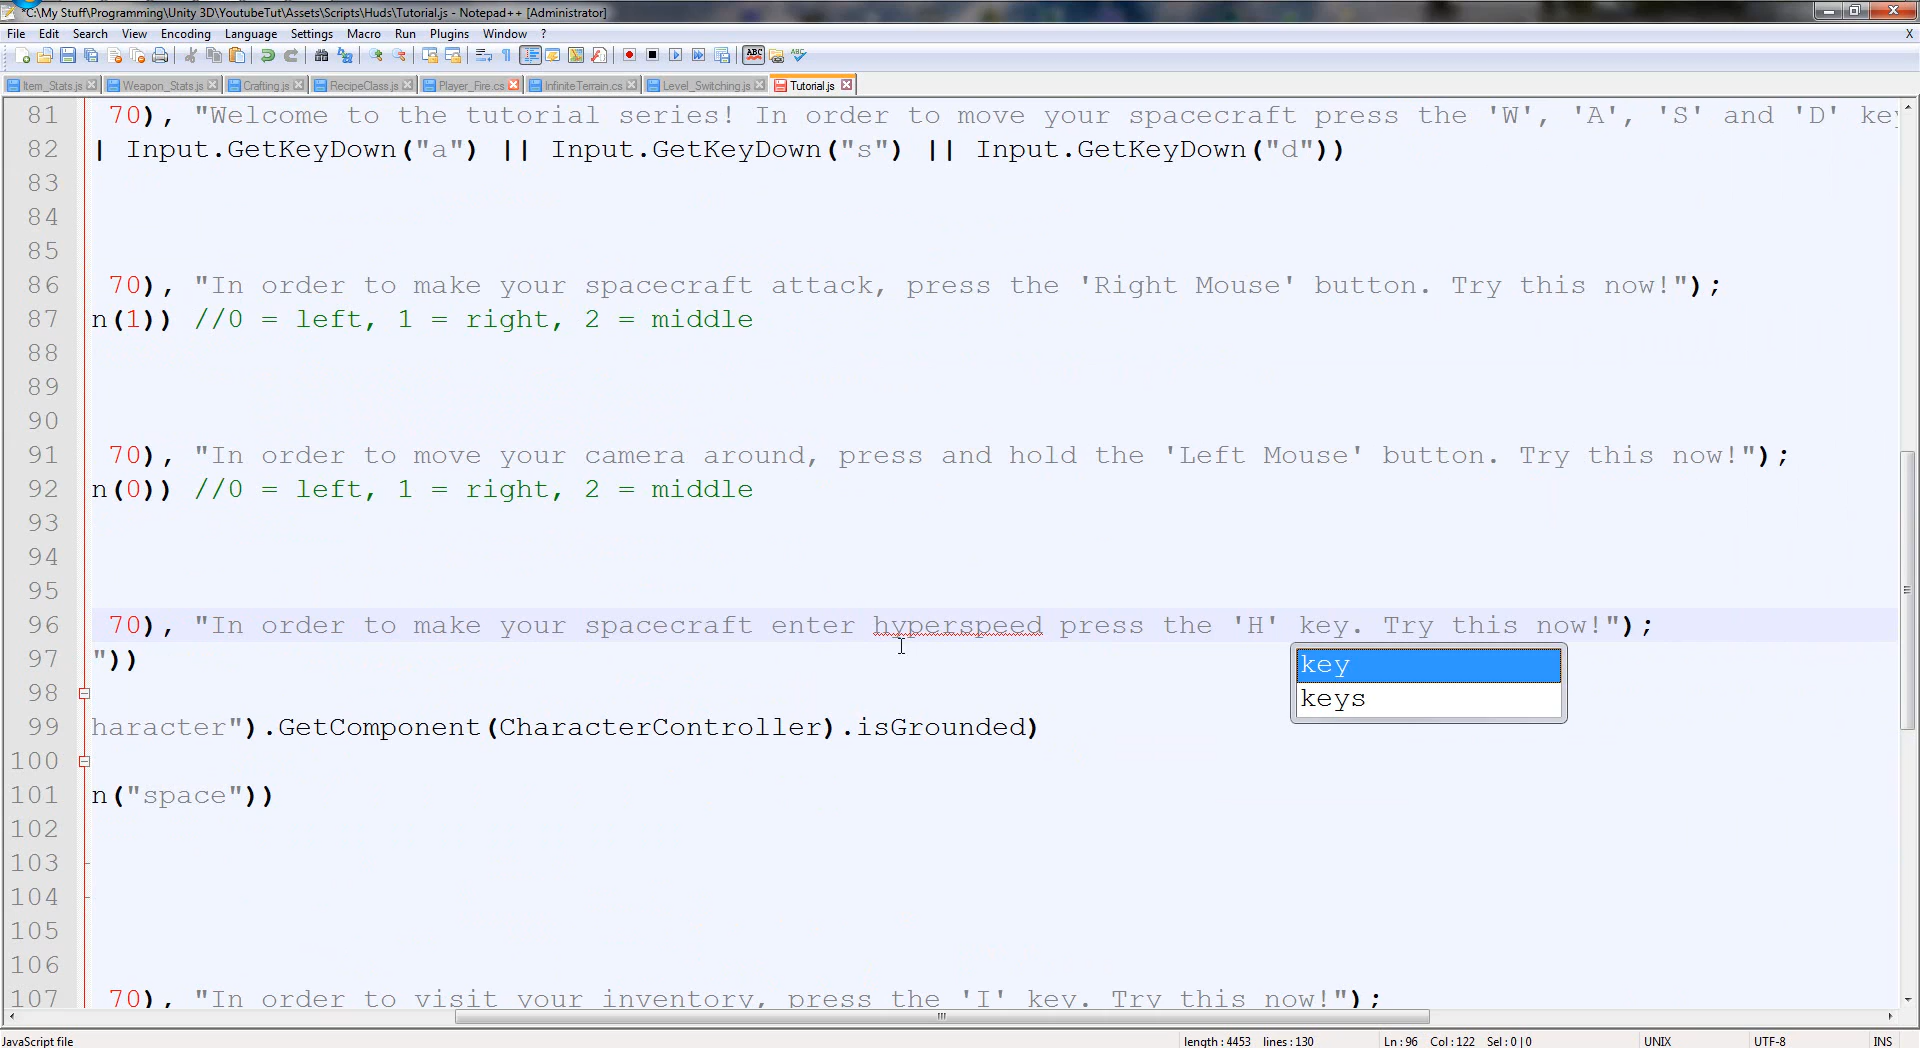 *C:\My Stuff\Programming\Unity 3D\YoutubeTut\Assets\Scripts\Huds\Tutorial.js - Notepad++ [Administrator]
File Edit Search View Encoding Language Settings Macro Run Plugins Window ? X
Item_Stats.js Weapon_Stats.js Crafting.js RecipeClass.js Player_Fire.cs InfiniteTerrain.cs Level_Switching.js Tutorial.js
81 70), "Welcome to the tutorial series! In order to move your spacecraft press the 'W', 'A', 'S' and 'D' key
82 | Input.GetKeyDown("a") || Input.GetKeyDown("s") || Input.GetKeyDown("d"))
83
84
85
86 70), "In order to make your spacecraft attack, press the 'Right Mouse' button. Try this now!");
87 n(1)) //0 = left, 1 = right, 2 = middle
88
89
90
91 70), "In order to move your camera around, press and hold the 'Left Mouse' button. Try this now!");
92 n(0)) //0 = left, 1 = right, 2 = middle
93
94
95
96 70), "In order to make your spacecraft enter hyperspeed press the 'H' key. Try this now!");
97 "))
key
98
keys
99 haracter").GetComponent(CharacterController).isGrounded)
100
101 n("space"))
102
103
104
105
106
107 70), "In order to visit your inventory, press the 'I' key. Try this now!");
JavaScript file length : 4453 lines : 130 Ln : 96 Col : 122 Sel : 0 | 0 UNIX UTF-8 INS